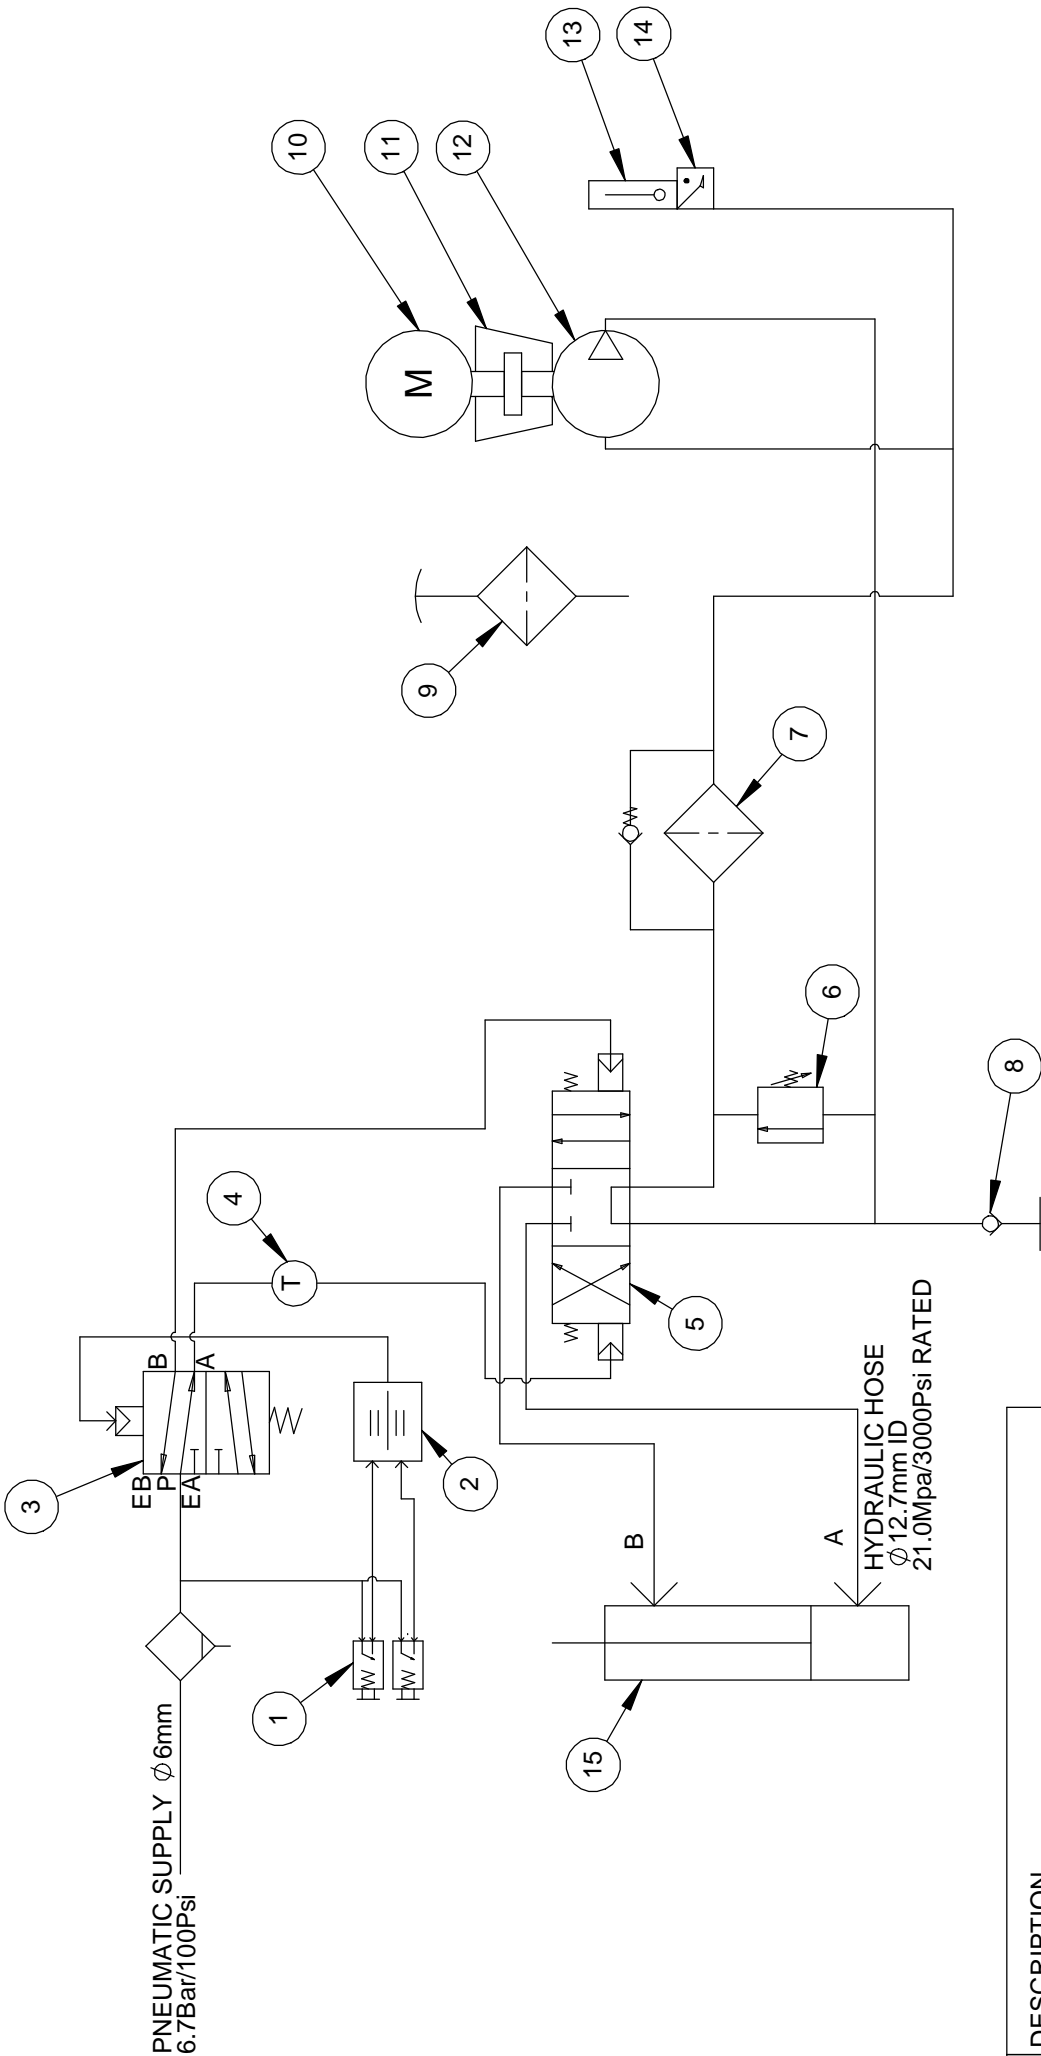 PNEUMATIC SUPPLY ∅6mm
6.7Bar/100Psi
1
2
3
EB
P
EA
B
A
4
T
5
6
7
8
9
10
M
11
12
13
14
15
B
A
HYDRAULIC HOSE
∅12.7mm ID
21.0Mpa/3000Psi RATED
DESCRIPTION